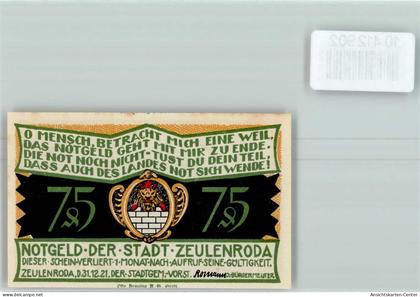 O MENSCH, BETRACHT MICH EINE WEIL,
DAS NOTGELD GEHT MIT MIR ZU ENDE.
DIE NOT NOCH NICHT-TUST DU DEIN TEIL,
DASS AUCH DES LANDES NOT SICH WENDE!
75 75
NOTGELD·DER·STADT·ZEULENRODA
DIESER·SCHEIN·VERLIERT·1·MONAT·NACH·AUFRUF·SEINE·GÜLTIGKEIT.
ZEULENRODA, D.31.12.21. DER STADTGEM.-VORST. BÜRGERMEISTER
10 412 902
Ansichtskarten-Center